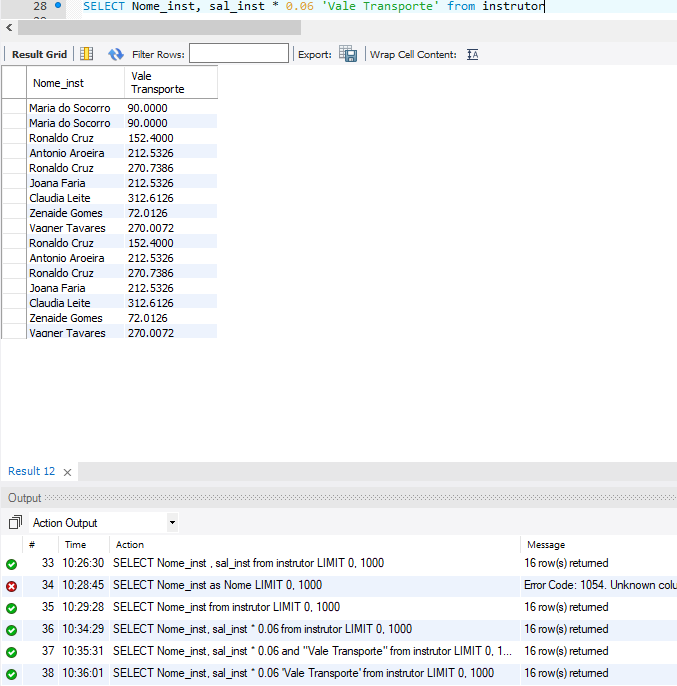 28 SELECT Nome_inst, sal_inst * 0.06 'Vale Transporte' from instrutor
Result Grid Filter Rows: Export: Wrap Cell Content:
Nome_inst Vale Transporte
Maria do Socorro 90.0000
Maria do Socorro 90.0000
Ronaldo Cruz 152.4000
Antonio Aroeira 212.5326
Ronaldo Cruz 270.7386
Joana Faria 212.5326
Claudia Leite 312.6126
Zenaide Gomes 72.0126
Vagner Tavares 270.0072
Ronaldo Cruz 152.4000
Antonio Aroeira 212.5326
Ronaldo Cruz 270.7386
Joana Faria 212.5326
Claudia Leite 312.6126
Zenaide Gomes 72.0126
Vagner Tavares 270.0072
Result 12
Output
Action Output
# Time Action Message
33 10:26:30 SELECT Nome_inst , sal_inst from instrutor LIMIT 0, 1000 16 row(s) returned
34 10:28:45 SELECT Nome_inst as Nome LIMIT 0, 1000 Error Code: 1054. Unknown colu
35 10:29:28 SELECT Nome_inst from instrutor LIMIT 0, 1000 16 row(s) returned
36 10:34:29 SELECT Nome_inst, sal_inst * 0.06 from instrutor LIMIT 0, 1000 16 row(s) returned
37 10:35:31 SELECT Nome_inst, sal_inst * 0.06 and "Vale Transporte" from instrutor LIMIT 0, 1... 16 row(s) returned
38 10:36:01 SELECT Nome_inst, sal_inst * 0.06 'Vale Transporte' from instrutor LIMIT 0, 1000 16 row(s) returned